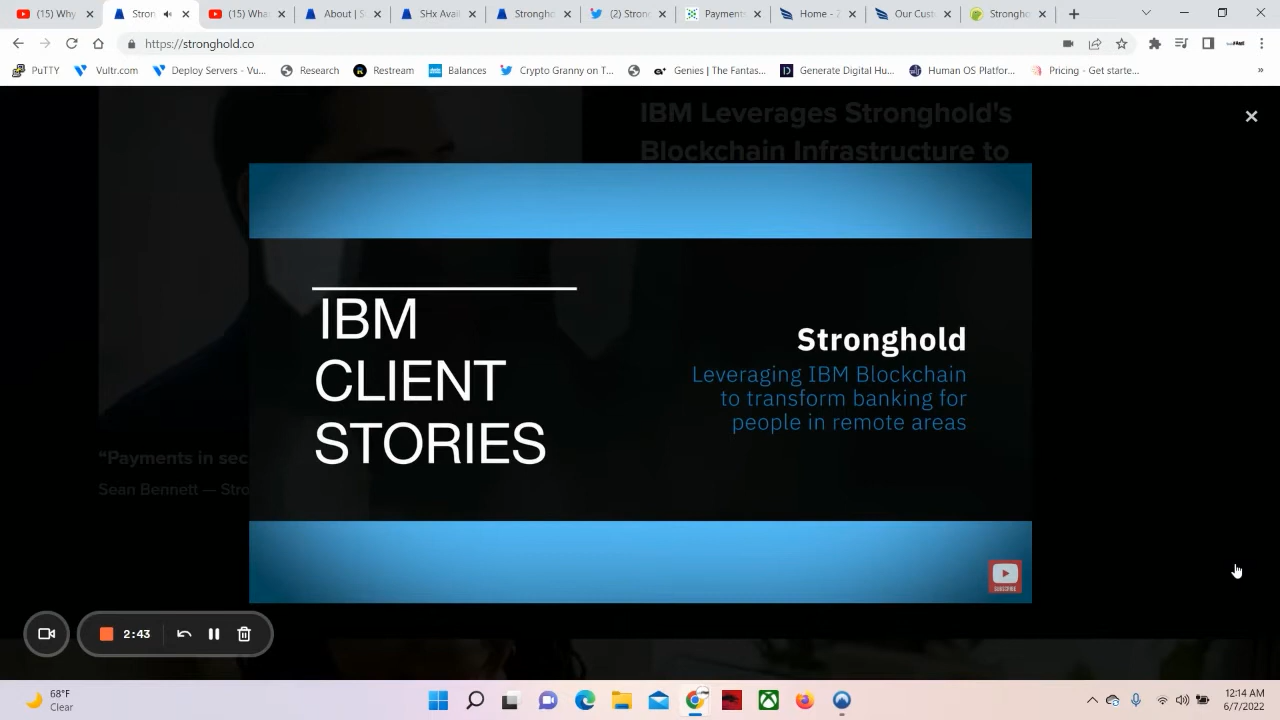 (15) Why
Stron
(15) Wha
About | S
SHx Avai
Strongho
(2) Stron
Payments
Home - Z
Our Cust
Strongho
https://stronghold.co
PuTTY
Vultr.com
Deploy Servers - Vu...
Research
Restream
Balances
Crypto Granny on T...
Genies | The Fantas...
Generate Digital Hu...
Human OS Platfor...
Pricing - Get starte...
»
IBM Leverages Stronghold's
Blockchain Infrastructure to
IBM
CLIENT
STORIES
Stronghold
Leveraging IBM Blockchain
to transform banking for
people in remote areas
“Payments in sec
Sean Bennett — Stro
SUBSCRIBE
2:43
68°F
Clear
12:14 AM
6/7/2022